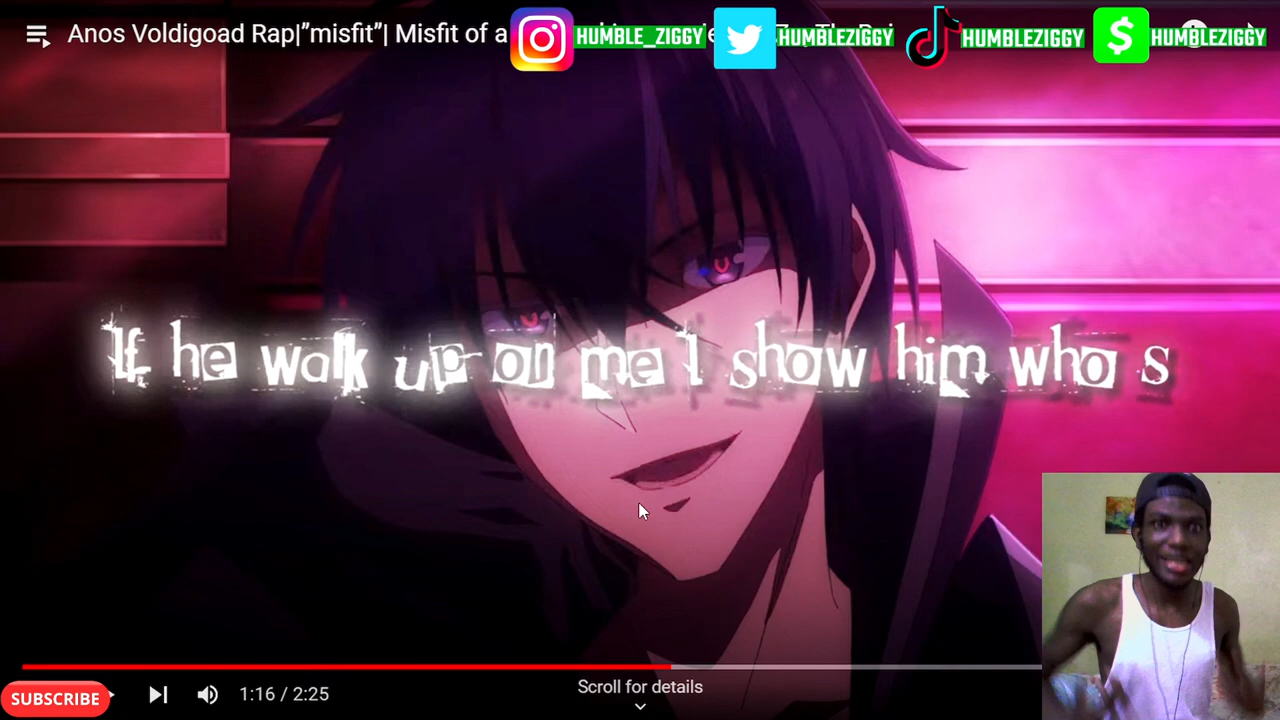 Anos Voldigoad Rap|”misfit”| Misfit of a
HUMBLE_ZIGGY
HUMBLEZIGGY
HUMBLEZIGGY
HUMBLEZIGGY
If he walk up on me I show him who s
SUBSCRIBE
1:16 / 2:25
Scroll for details